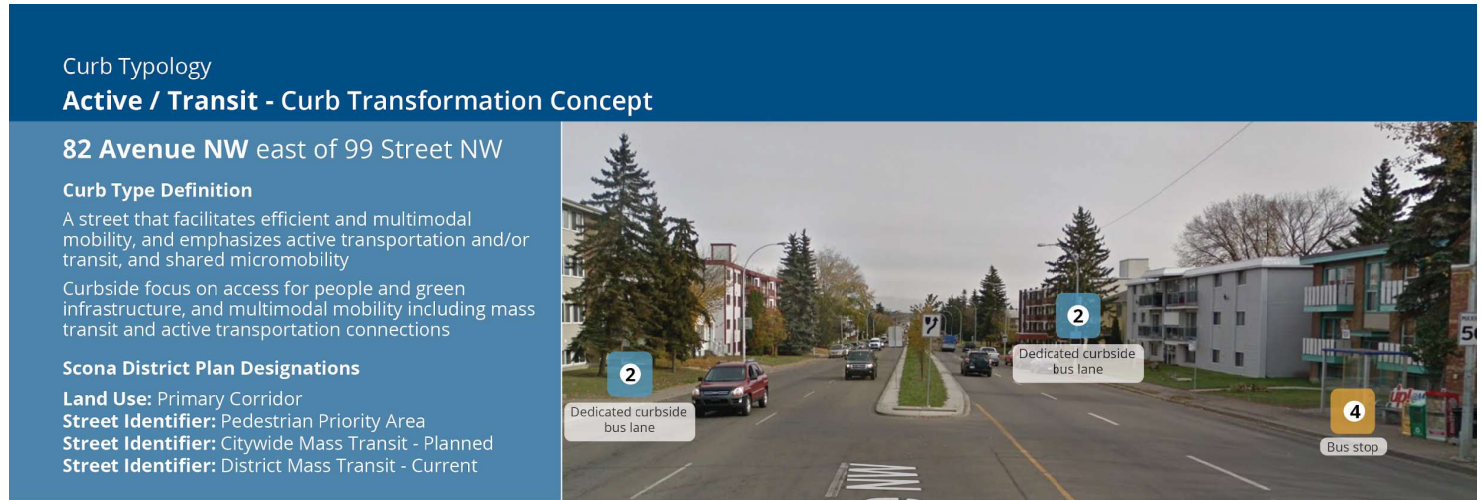 Curb Typology
Active / Transit - Curb Transformation Concept
82 Avenue NW east of 99 Street NW
Curb Type Definition
A street that facilitates efficient and multimodal
mobility, and emphasizes active transportation and/or
transit, and shared micromobility
Curbside focus on access for people and green
infrastructure, and multimodal mobility including mass
transit and active transportation connections
Scona District Plan Designations
Land Use: Primary Corridor
Street Identifier: Pedestrian Priority Area
Street Identifier: Citywide Mass Transit - Planned
Street Identifier: District Mass Transit - Current
2
Dedicated curbside
bus lane
2
Dedicated curbside
bus lane
4
Bus stop
up!
NW